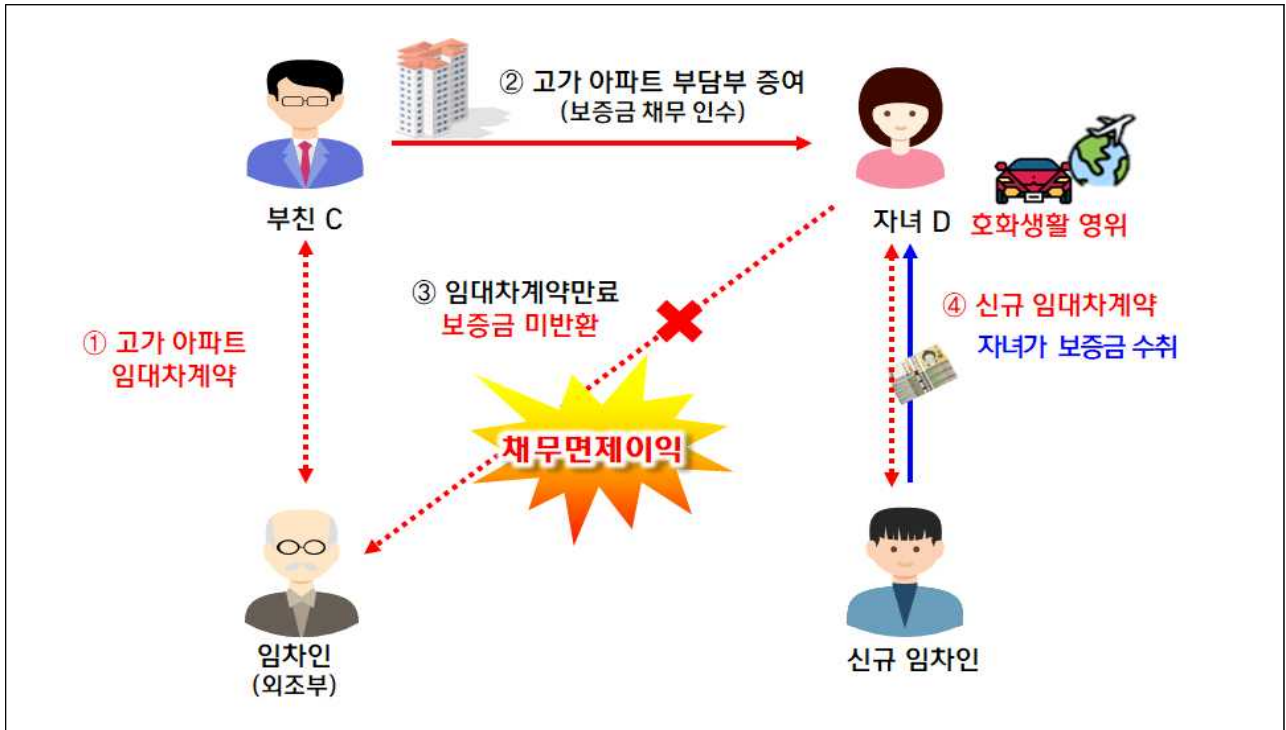 ② 고가 아파트 부담부 증여
(보증금 채무 인수)
부친 C
자녀 D
호화생활 영위
① 고가 아파트
임대차계약
③ 임대차계약만료
보증금 미반환
④ 신규 임대차계약
자녀가 보증금 수취
채무면제이익
임차인
(외조부)
신규 임차인